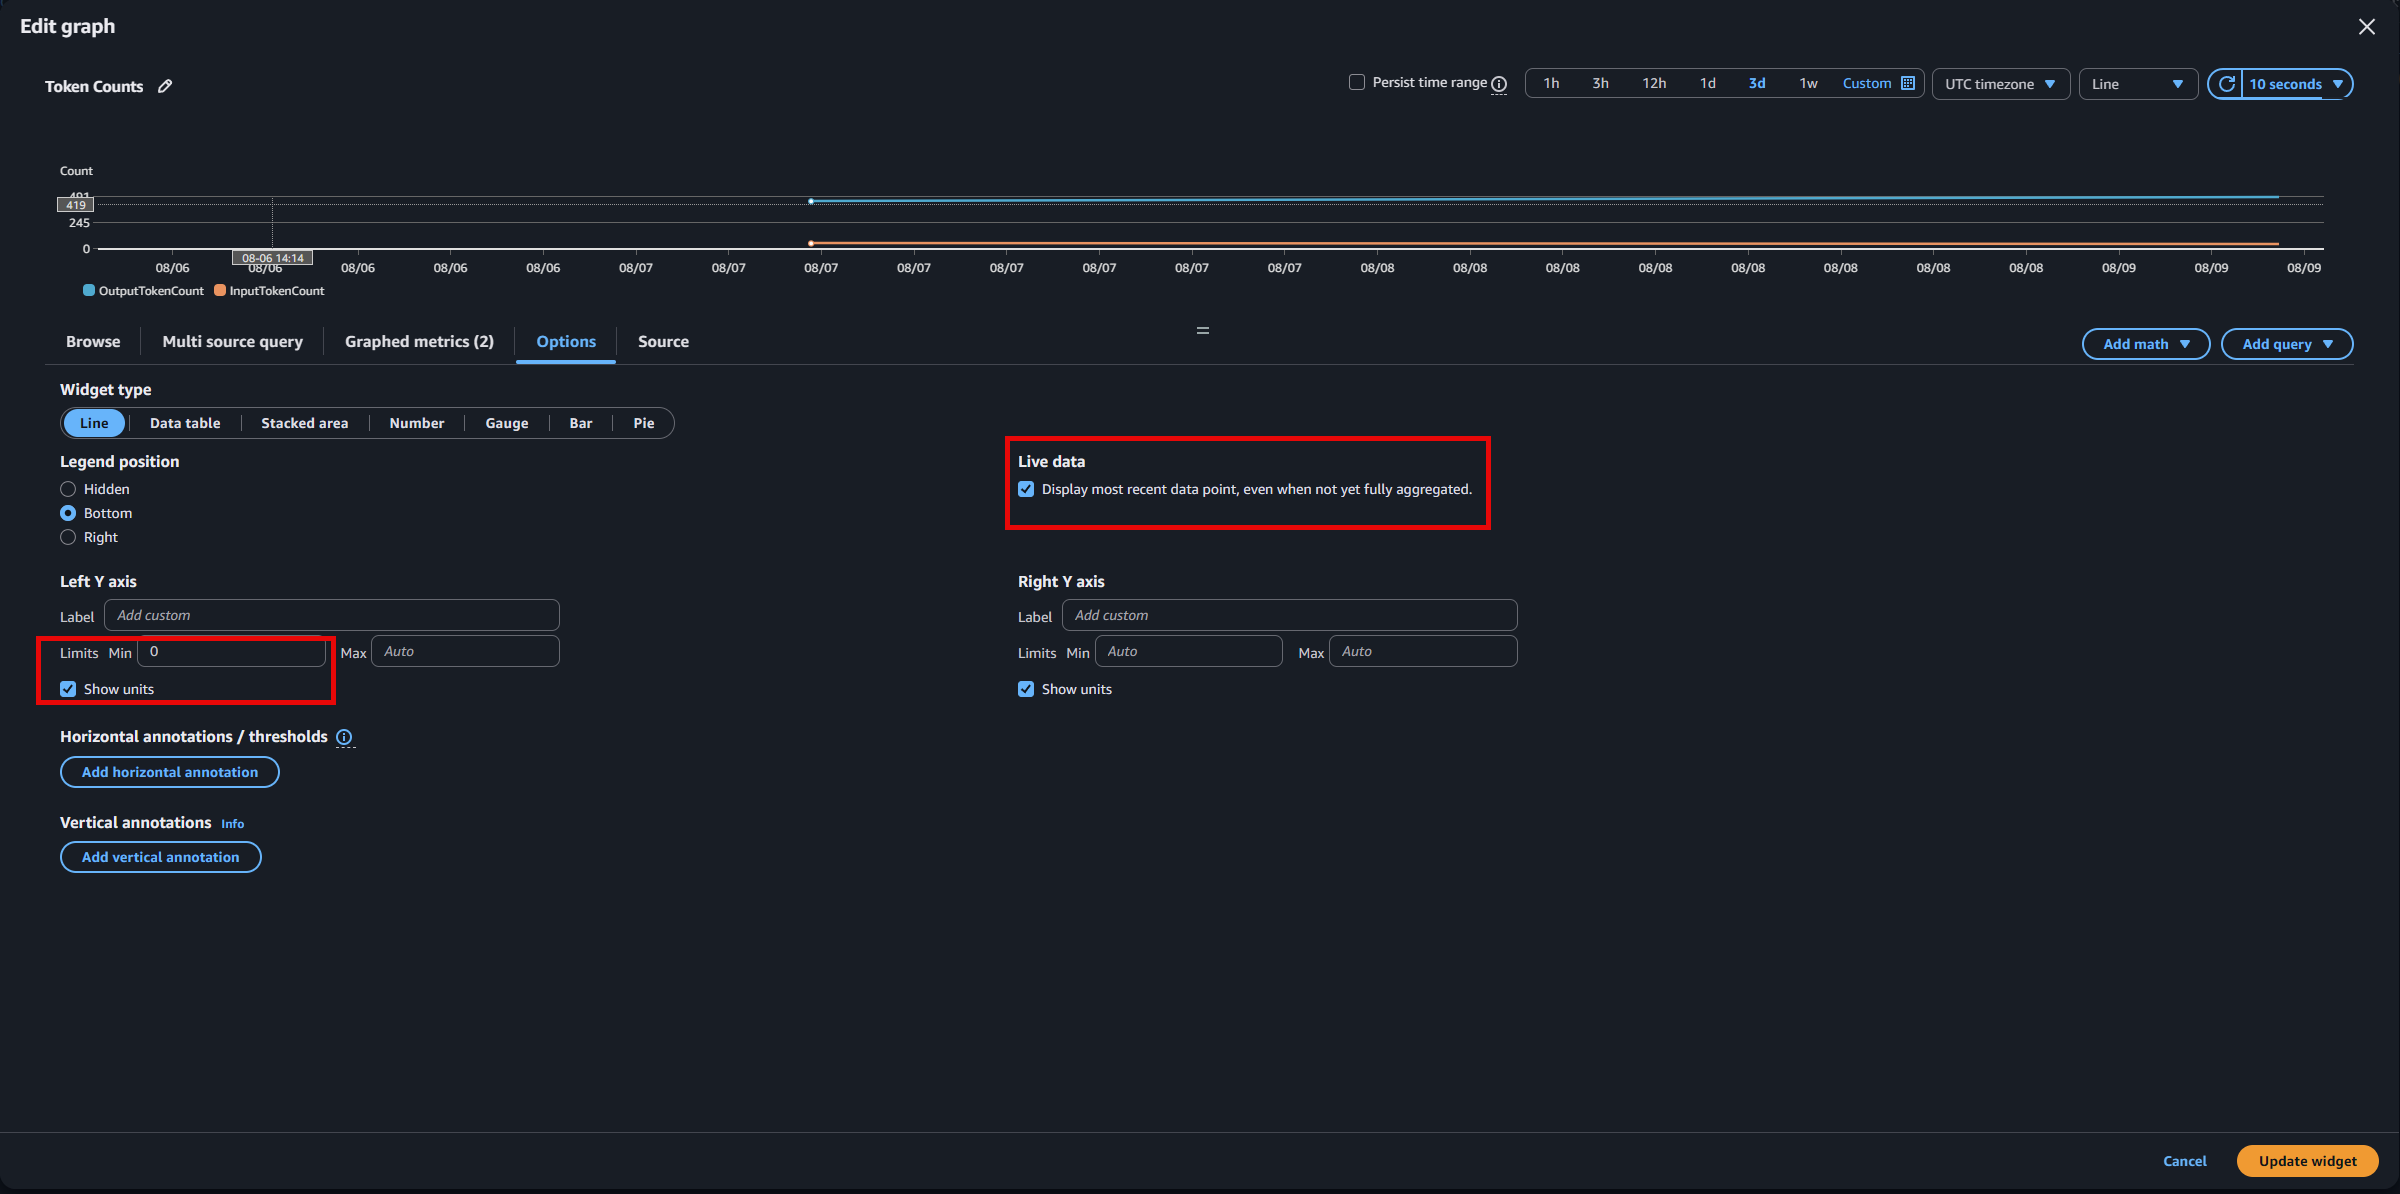 Edit graph
Token Counts
Persist time range
1h 3h 12h 1d 3d 1w Custom
UTC timezone
Line
10 seconds
Count
491
419
245
0
08-06 14:14
08/06 08/06 08/06 08/06 08/06 08/07 08/07 08/07 08/07 08/07 08/07 08/07 08/07 08/08 08/08 08/08 08/08 08/08 08/08 08/08 08/08 08/09 08/09 08/09
OutputTokenCount InputTokenCount
Browse Multi source query Graphed metrics (2) Options Source
Add math Add query
Widget type
Line Data table Stacked area Number Gauge Bar Pie
Legend position
Hidden
Bottom
Right
Live data
Display most recent data point, even when not yet fully aggregated.
Left Y axis
Label Add custom
Limits Min 0 Max Auto
Show units
Right Y axis
Label Add custom
Limits Min Auto Max Auto
Show units
Horizontal annotations / thresholds
Add horizontal annotation
Vertical annotations Info
Add vertical annotation
Cancel Update widget